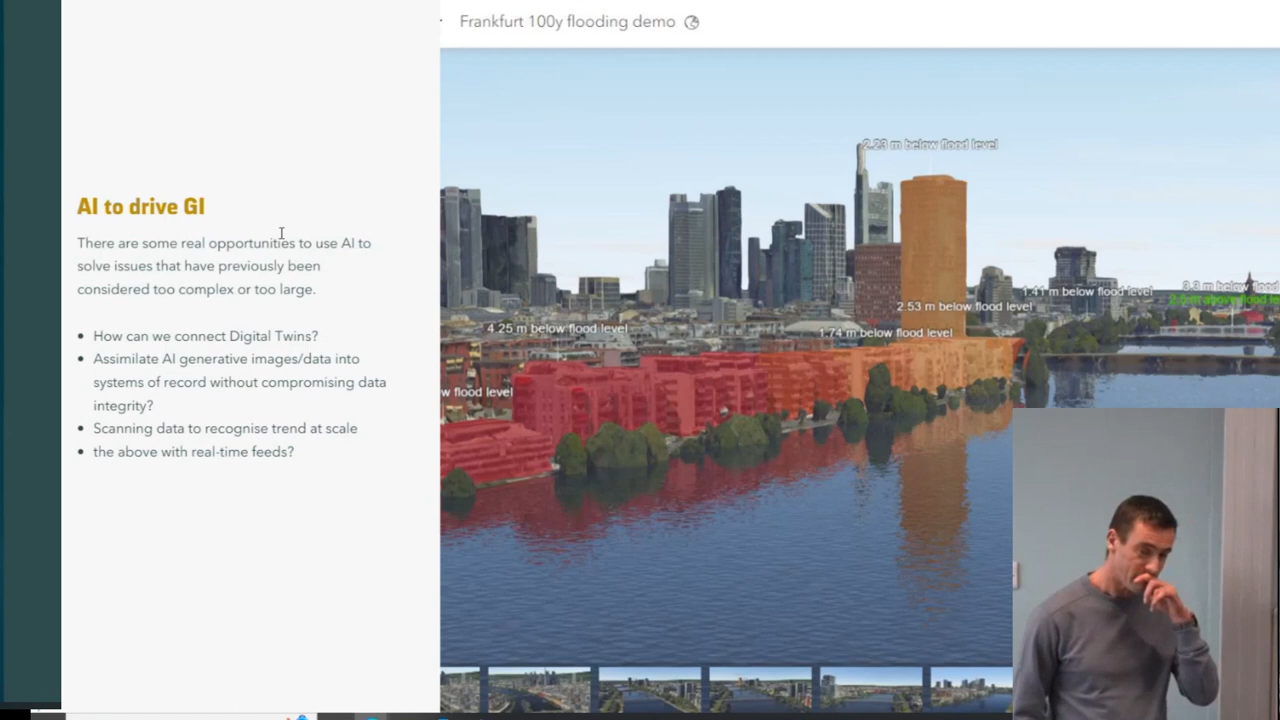 Frankfurt 100y flooding demo
AI to drive GI
There are some real opportunities to use AI to
solve issues that have previously been
considered too complex or too large.
• How can we connect Digital Twins?
• Assimilate AI generative images/data into
systems of record without compromising data
integrity?
• Scanning data to recognise trend at scale
• the above with real-time feeds?
2.23 m below flood level
1.41 m below flood level
3.3 m below flood
2.53 m below flood level
4.25 m below flood level
1.74 m below flood level
w flood level